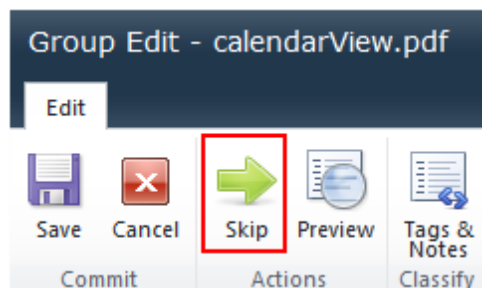 Group Edit - calendarView.pdf
Edit
Save Cancel Skip Preview Tags &
Notes
Commit Actions Classify